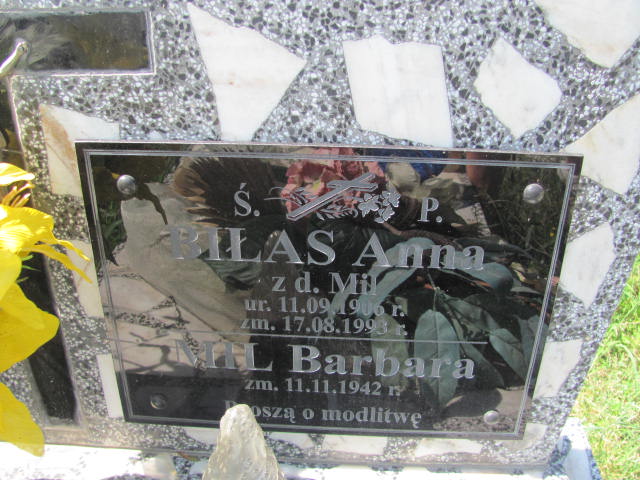 Ś. P.
BIŁAS Anna
z d. Mil
ur. 11.09.1906 r.
zm. 17.08.1993 r.
MIL Barbara
zm. 11.11.1942 r.
Proszą o modlitwę